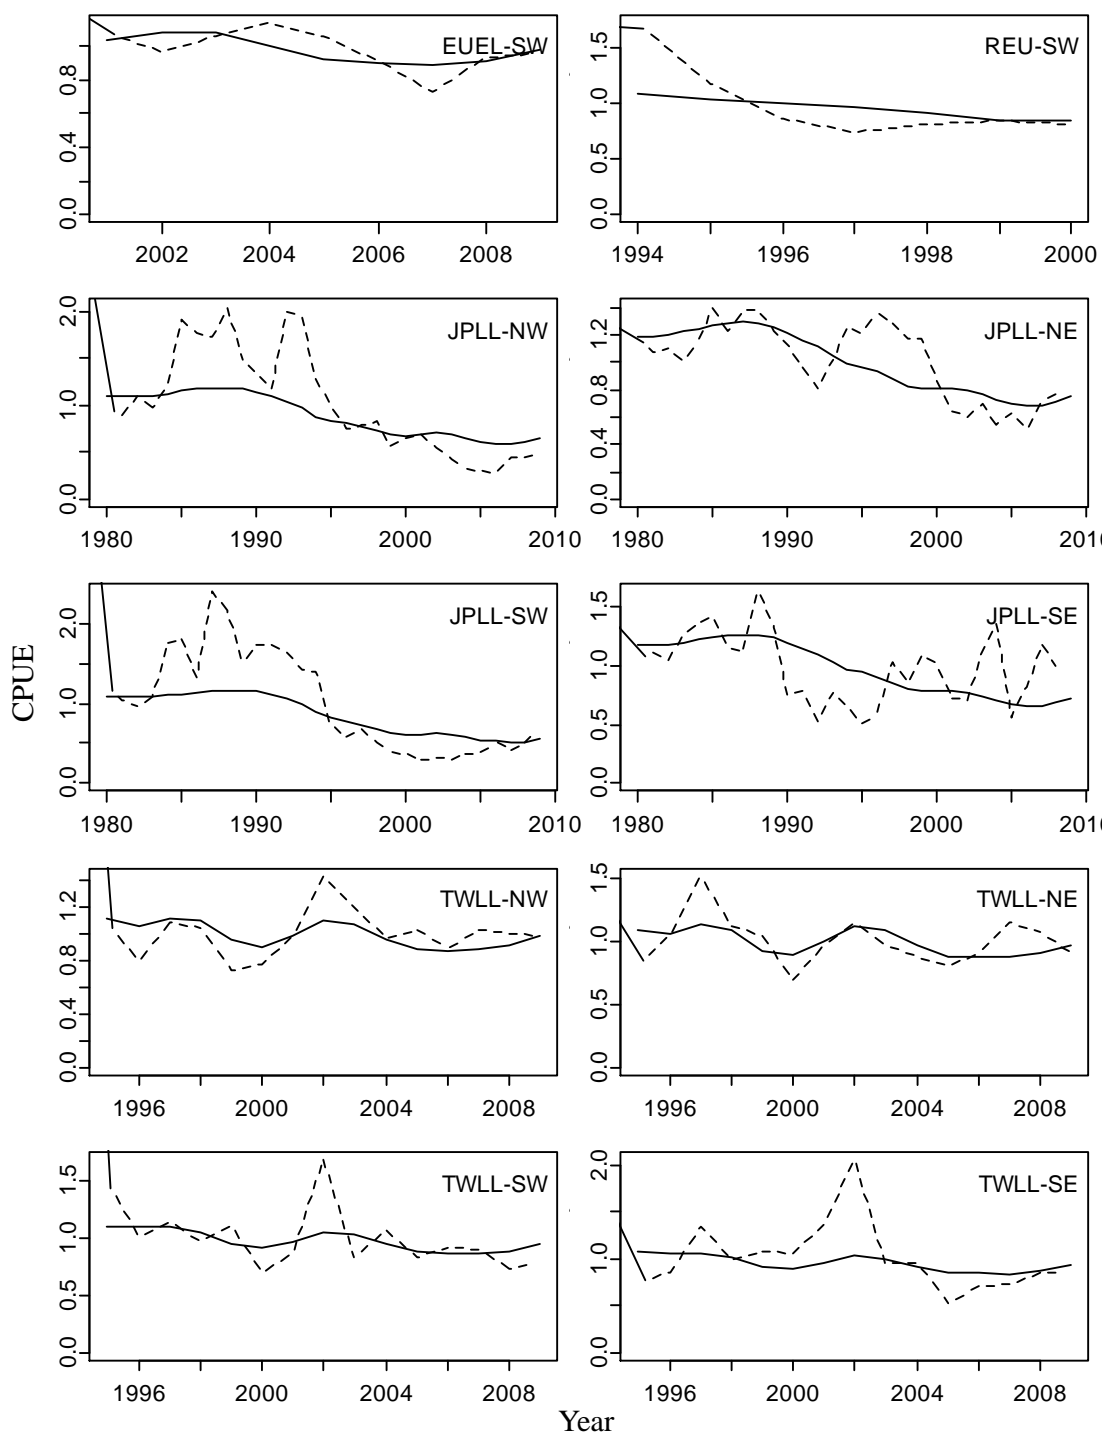 EUEL-SW
0.0 0.4 0.8
2002 2004 2006 2008
REU-SW
0.0 0.5 1.0 1.5
1994 1996 1998 2000
JPLL-NW
0.0 1.0 2.0
1980 1990 2000 2010
JPLL-NE
0.0 0.4 0.8 1.2
1980 1990 2000 2010
JPLL-SW
0.0 1.0 2.0
1980 1990 2000 2010
JPLL-SE
0.0 0.5 1.0 1.5
1980 1990 2000 2010
CPUE
TWLL-NW
0.0 0.4 0.8 1.2
1996 2000 2004 2008
TWLL-NE
0.0 0.5 1.0 1.5
1996 2000 2004 2008
TWLL-SW
0.0 0.5 1.0 1.5
1996 2000 2004 2008
TWLL-SE
0.0 1.0 2.0
1996 2000 2004 2008
Year